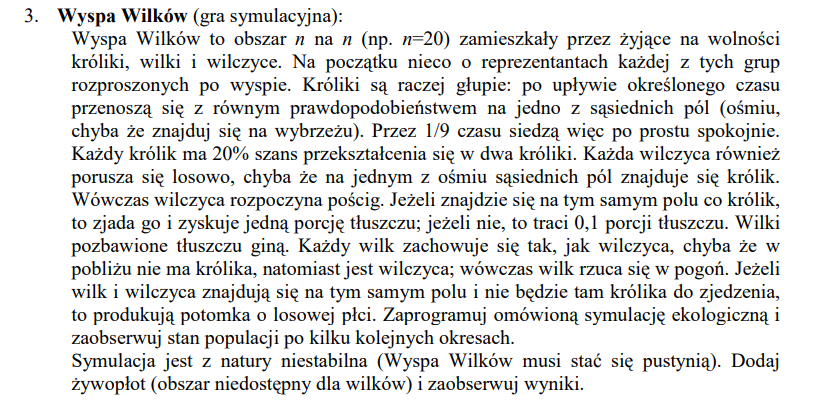 3. Wyspa Wilków (gra symulacyjna):
Wyspa Wilków to obszar n na n (np. n=20) zamieszkały przez żyjące na wolności
króliki, wilki i wilczyce. Na początku nieco o reprezentantach każdej z tych grup
rozproszonych po wyspie. Króliki są raczej głupie: po upływie określonego czasu
przenoszą się z równym prawdopodobieństwem na jedno z sąsiednich pól (ośmiu,
chyba że znajduj się na wybrzeżu). Przez 1/9 czasu siedzą więc po prostu spokojnie.
Każdy królik ma 20% szans przekształcenia się w dwa króliki. Każda wilczyca również
porusza się losowo, chyba że na jednym z ośmiu sąsiednich pól znajduje się królik.
Wówczas wilczyca rozpoczyna pościg. Jeżeli znajdzie się na tym samym polu co królik,
to zjada go i zyskuje jedną porcję tłuszczu; jeżeli nie, to traci 0,1 porcji tłuszczu. Wilki
pozbawione tłuszczu giną. Każdy wilk zachowuje się tak, jak wilczyca, chyba że w
pobliżu nie ma królika, natomiast jest wilczyca; wówczas wilk rzuca się w pogoń. Jeżeli
wilk i wilczyca znajdują się na tym samym polu i nie będzie tam królika do zjedzenia,
to produkują potomka o losowej płci. Zaprogramuj omówioną symulację ekologiczną i
zaobserwuj stan populacji po kilku kolejnych okresach.
Symulacja jest z natury niestabilna (Wyspa Wilków musi stać się pustynią). Dodaj
żywopłot (obszar niedostępny dla wilków) i zaobserwuj wyniki.